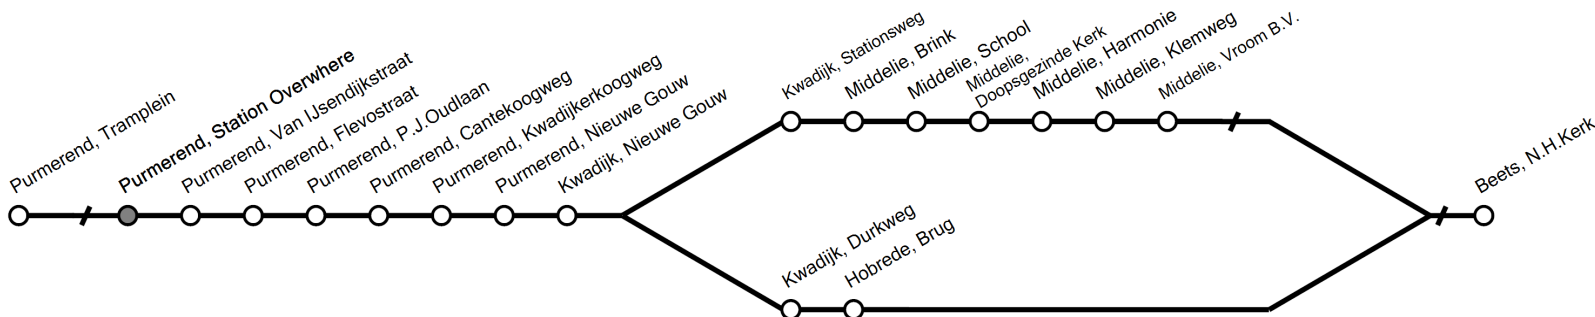 Purmerend, Tramplein
Purmerend, Station Overwhere
Purmerend, Van IJsendijkstraat
Purmerend, Flevostraat
Purmerend, P.J.Oudlaan
Purmerend, Cantekoogweg
Purmerend, Kwadijkerkoogweg
Purmerend, Nieuwe Gouw
Kwadijk, Nieuwe Gouw
Kwadijk, Stationsweg
Middelie, Brink
Middelie, School
Middelie,
Doopsgezinde Kerk
Middelie, Harmonie
Middelie, Klemweg
Middelie, Vroom B.V.
Kwadijk, Durkweg
Hobrede, Brug
Beets, N.H.Kerk